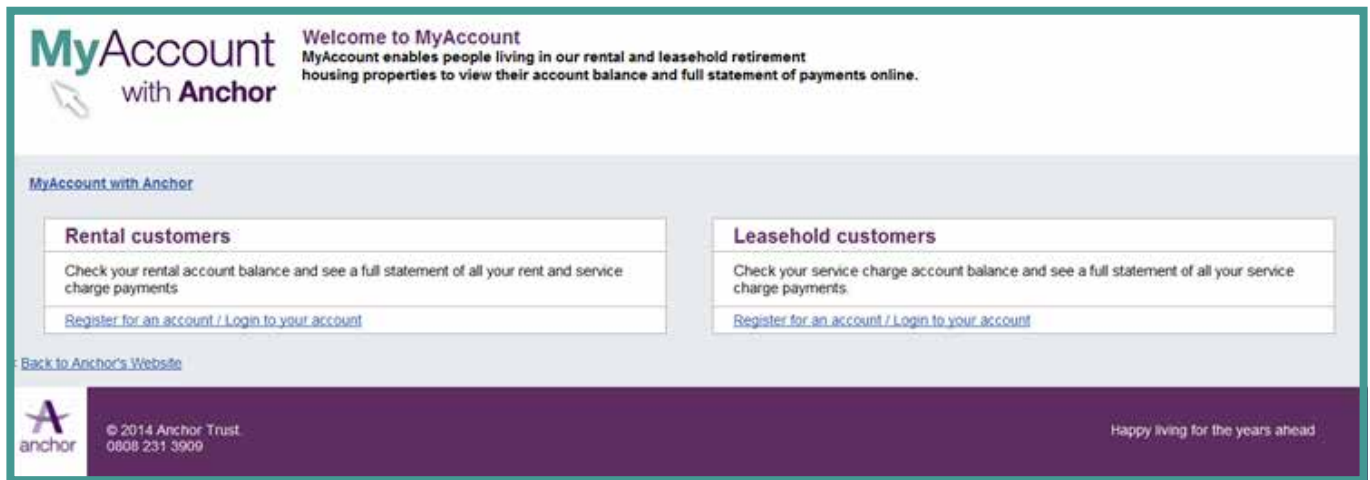 MyAccount
with Anchor
Welcome to MyAccount
MyAccount enables people living in our rental and leasehold retirement
housing properties to view their account balance and full statement of payments online.
MyAccount with Anchor
Rental customers
Check your rental account balance and see a full statement of all your rent and service
charge payments
Register for an account / Login to your account
Leasehold customers
Check your service charge account balance and see a full statement of all your service
charge payments.
Register for an account / Login to your account
< Back to Anchor's Website
anchor
© 2014 Anchor Trust.
0808 231 3909
Happy living for the years ahead